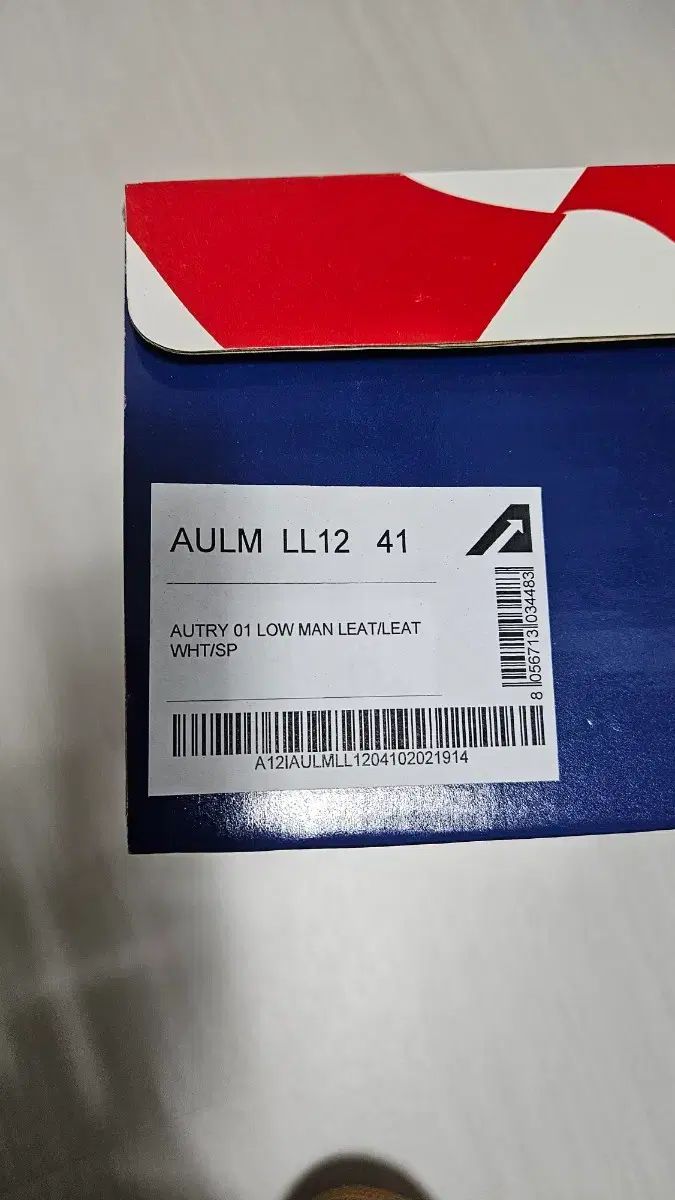 AULM LL12 41
AUTRY 01 LOW MAN LEAT/LEAT
WHT/SP
8 056713 034483
A12IAULMLL1204102021914